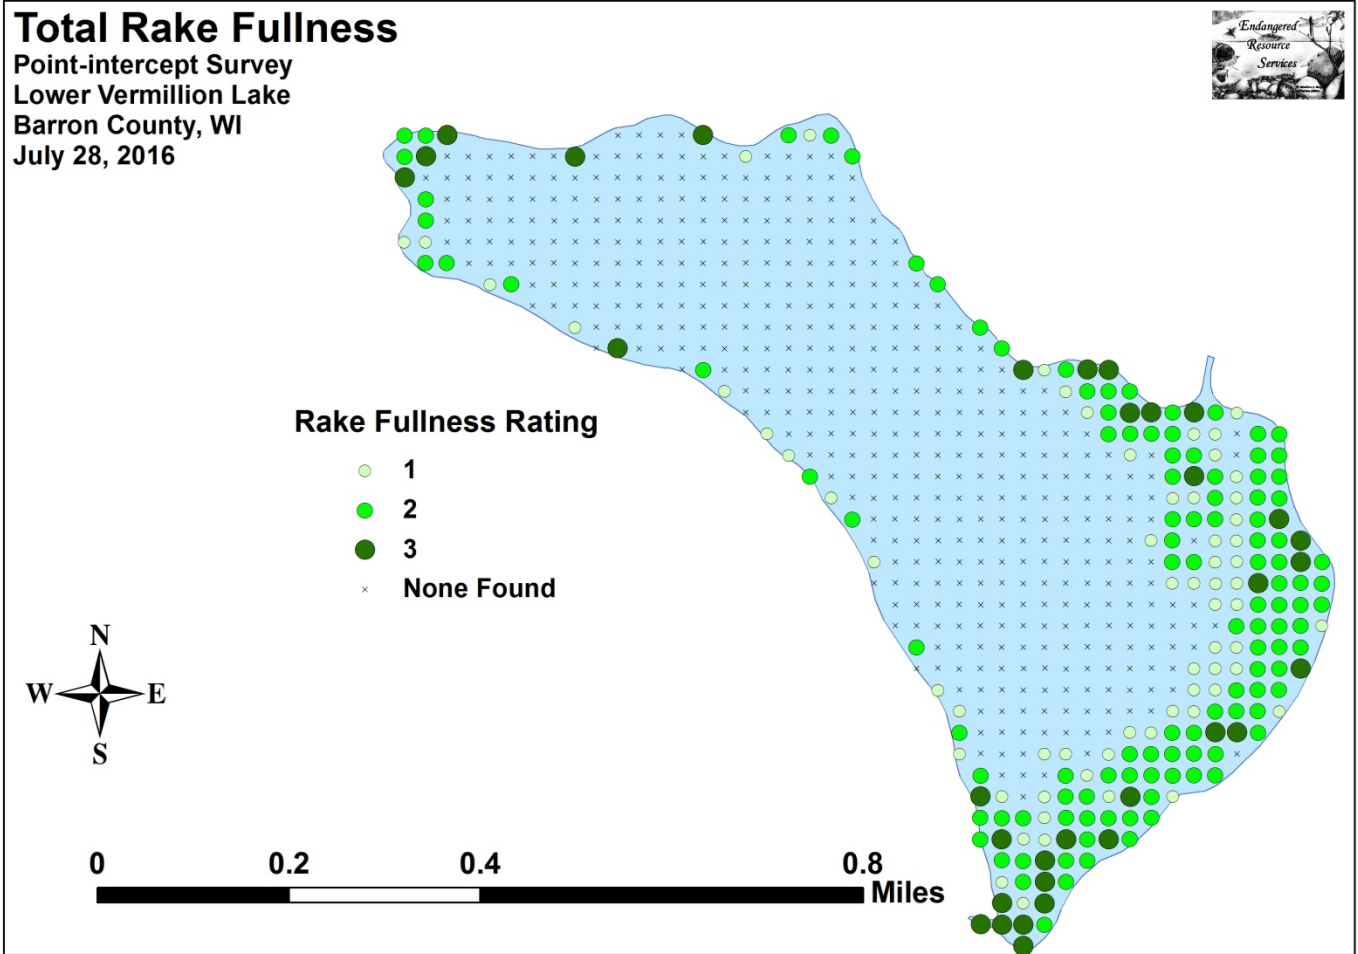 Total Rake Fullness
Point-intercept Survey
Lower Vermillion Lake
Barron County, WI
July 28, 2016
Endangered
Resource
Services
Rake Fullness Rating
1
2
3
None Found
N
W E
S
0 0.2 0.4 0.8
Miles